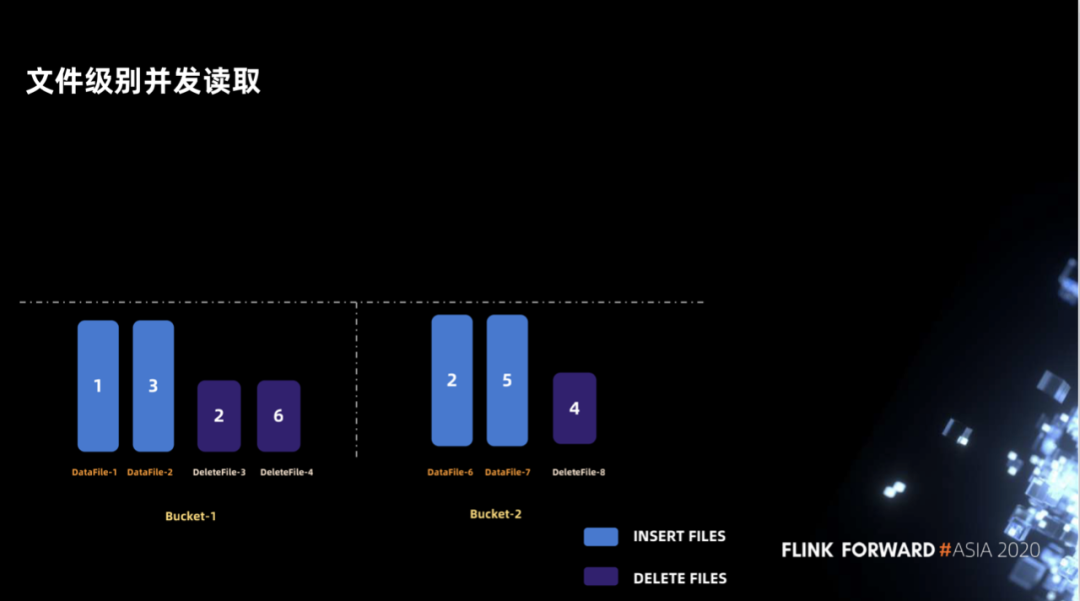 文件级别并发读取
1 3 2 6
2 5 4
DataFile-1 DataFile-2 DeleteFile-3 DeleteFile-4
DataFile-6 DataFile-7 DeleteFile-8
Bucket-1
Bucket-2
INSERT FILES
DELETE FILES
FLINK FORWARD #ASIA 2020